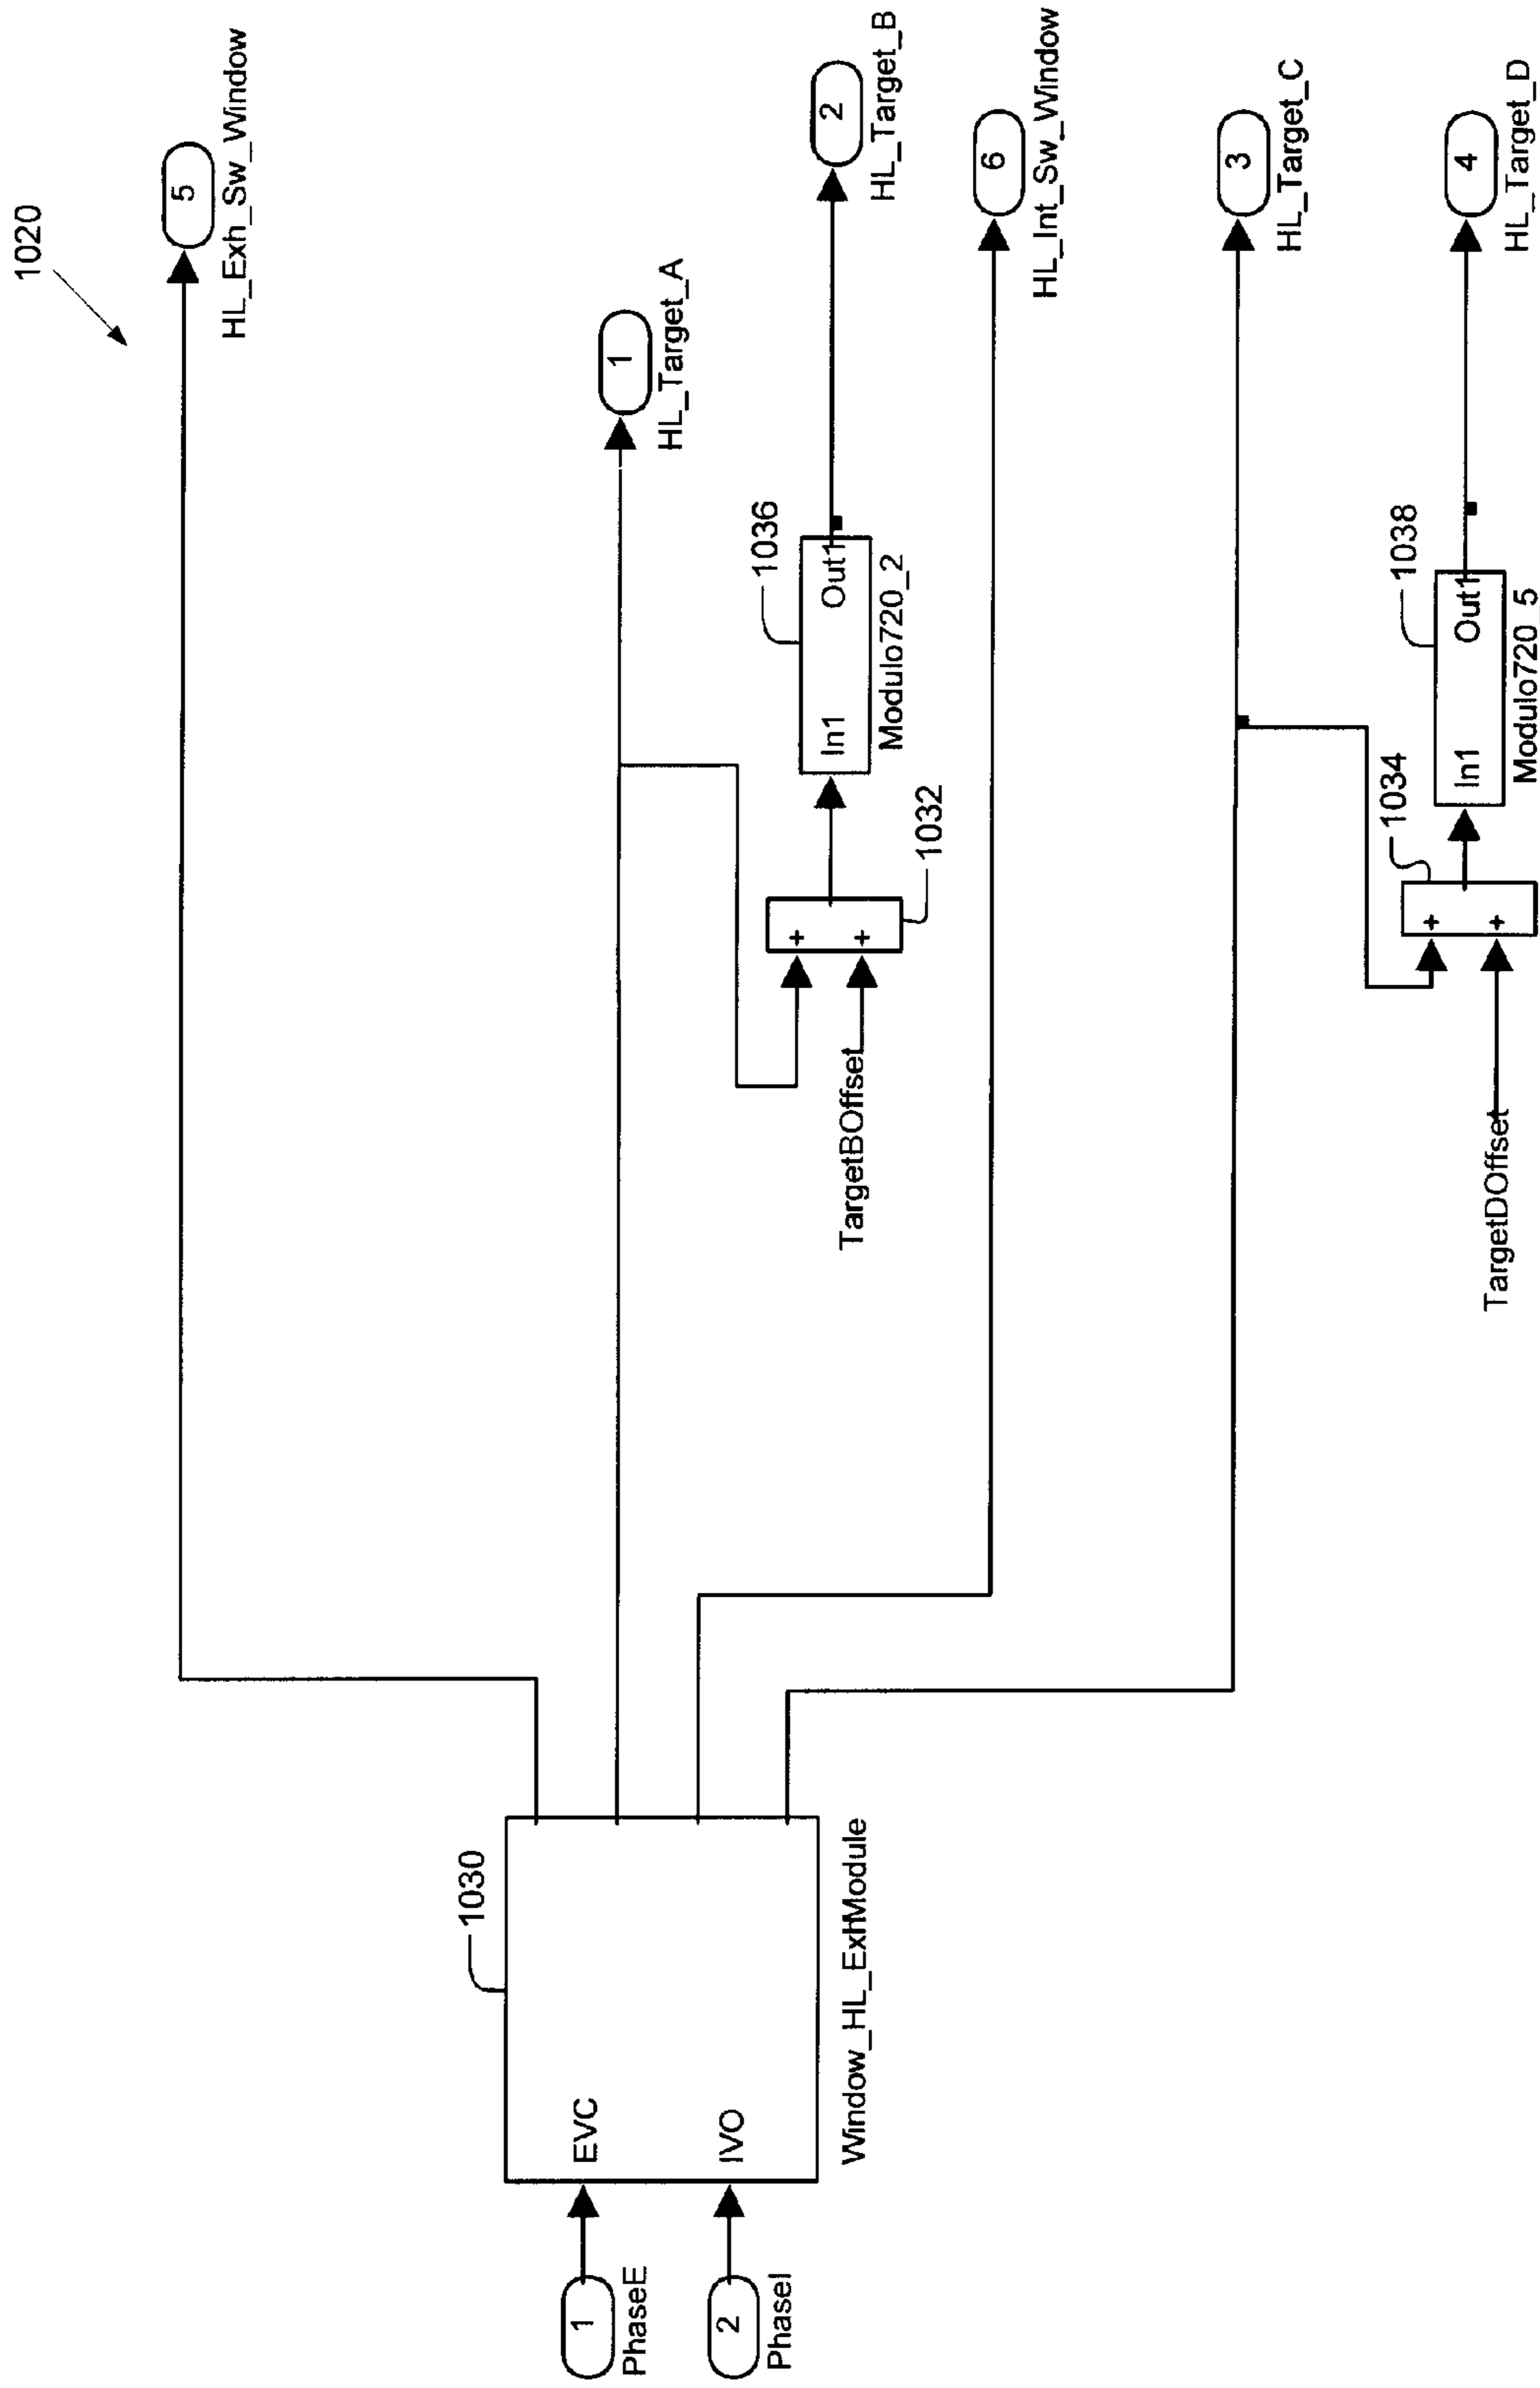 1020
5
HL_Exh_Sw_Window
1
HL_Target_A
1036
2
HL_Target_B
In1 Out1
Modulo720_2
1032
+
+
TargetBOffset
6
HL_Int_Sw_Window
1030
1
PhaseE
EVC
2
PhaseI
IVO
Window_HL_ExhModule
3
HL_Target_C
1034
1038
4
HL_Target_D
In1 Out1
Modulo720_5
+
+
TargetDOffset